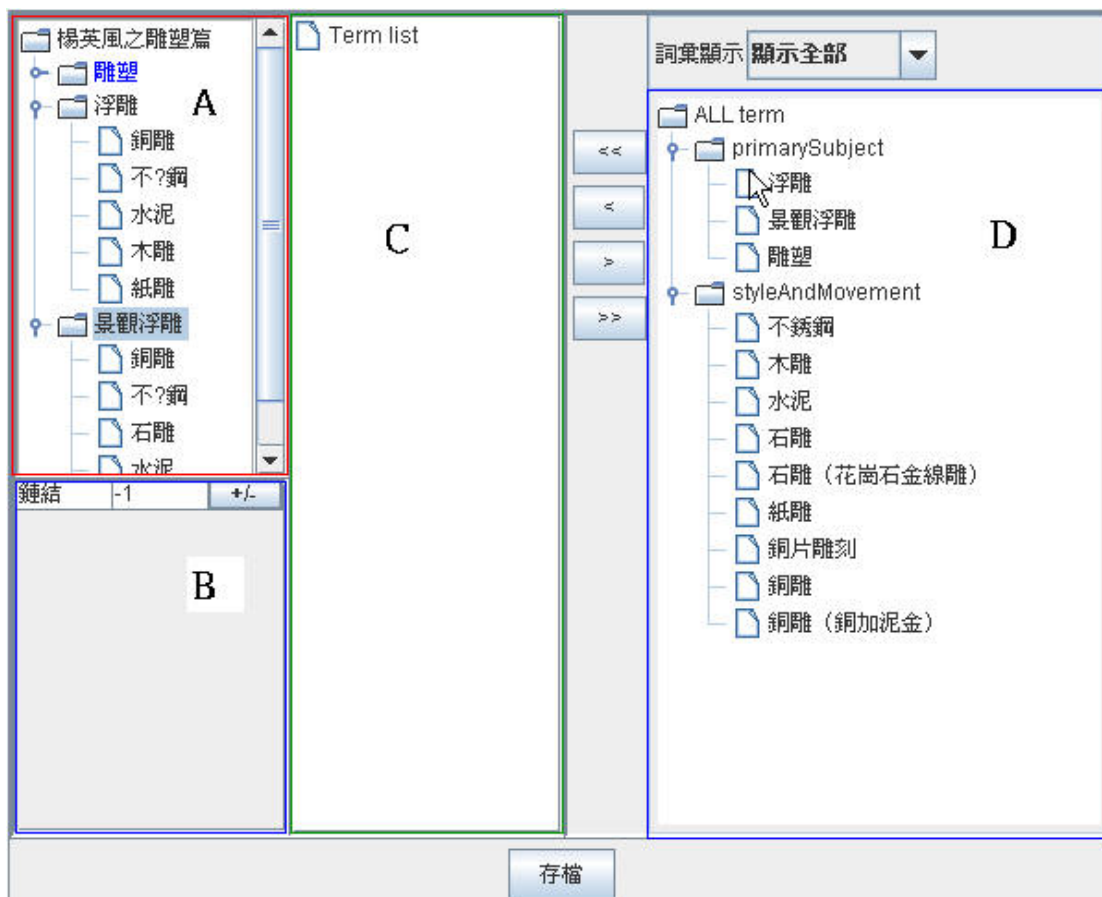 楊英風之雕塑篇
雕塑
浮雕
銅雕
不?鋼
水泥
木雕
紙雕
景觀浮雕
銅雕
不?鋼
石雕
水泥
A
鏈結 -1 +/-
B
Term list
C
<<
<
>
>>
詞彙顯示 顯示全部
ALL term
primarySubject
浮雕
景觀浮雕
雕塑
styleAndMovement
不銹鋼
木雕
水泥
石雕
石雕（花崗石金線雕）
紙雕
銅片雕刻
銅雕
銅雕（銅加泥金）
D
存檔